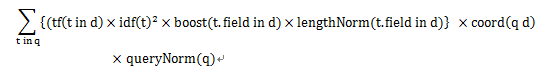 ∑{(tf(t in d) × idf(t)² × boost(t.field in d) × lengthNorm(t.field in d)} × coord(q d)
t in q
× queryNorm(q)↵